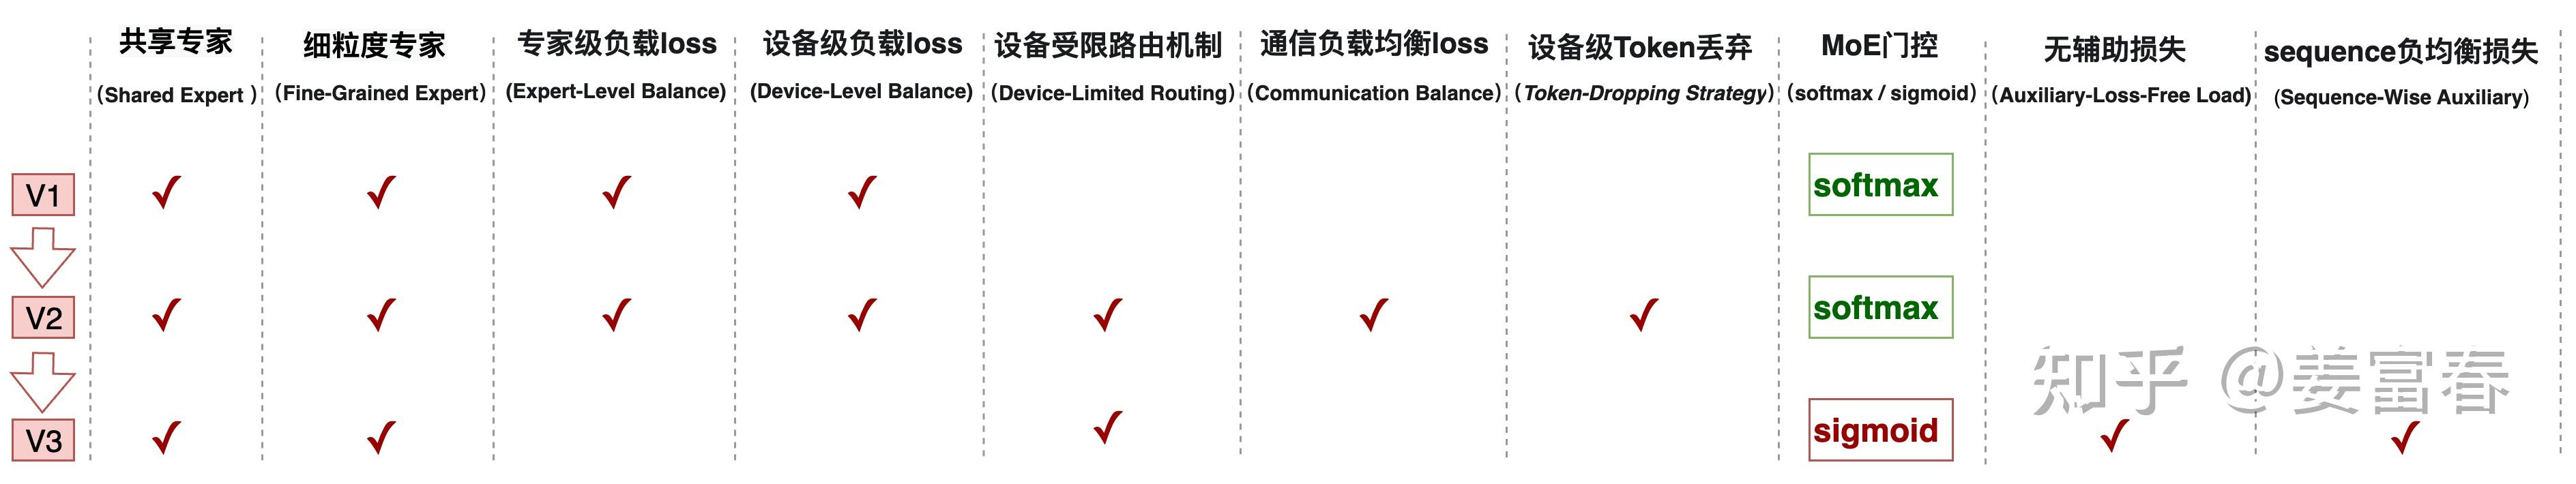 共享专家
(Shared Expert )
细粒度专家
(Fine-Grained Expert)
专家级负载loss
(Expert-Level Balance)
设备级负载loss
(Device-Level Balance)
设备受限路由机制
(Device-Limited Routing)
通信负载均衡loss
(Communication Balance)
设备级Token丢弃
(Token-Dropping Strategy)
MoE门控
(softmax / sigmoid)
无辅助损失
(Auxiliary-Loss-Free Load)
sequence负均衡损失
(Sequence-Wise Auxiliary)
V1
✓ ✓ ✓ ✓ softmax
V2
✓ ✓ ✓ ✓ ✓ ✓ ✓ softmax
V3
✓ ✓ ✓ sigmoid ✓ ✓
知乎 @姜富春